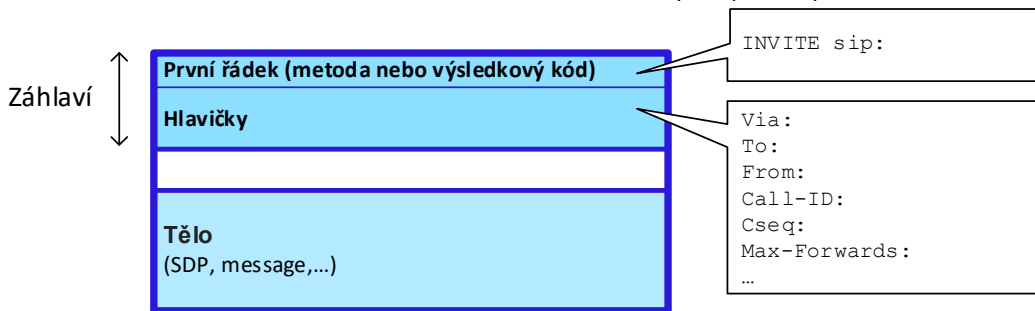 INVITE sip:
První řádek (metoda nebo výsledkový kód)
Záhlaví
Hlavičky
Via:
To:
From:
Call-ID:
Cseq:
Max-Forwards:
…
Tělo
(SDP, message,…)